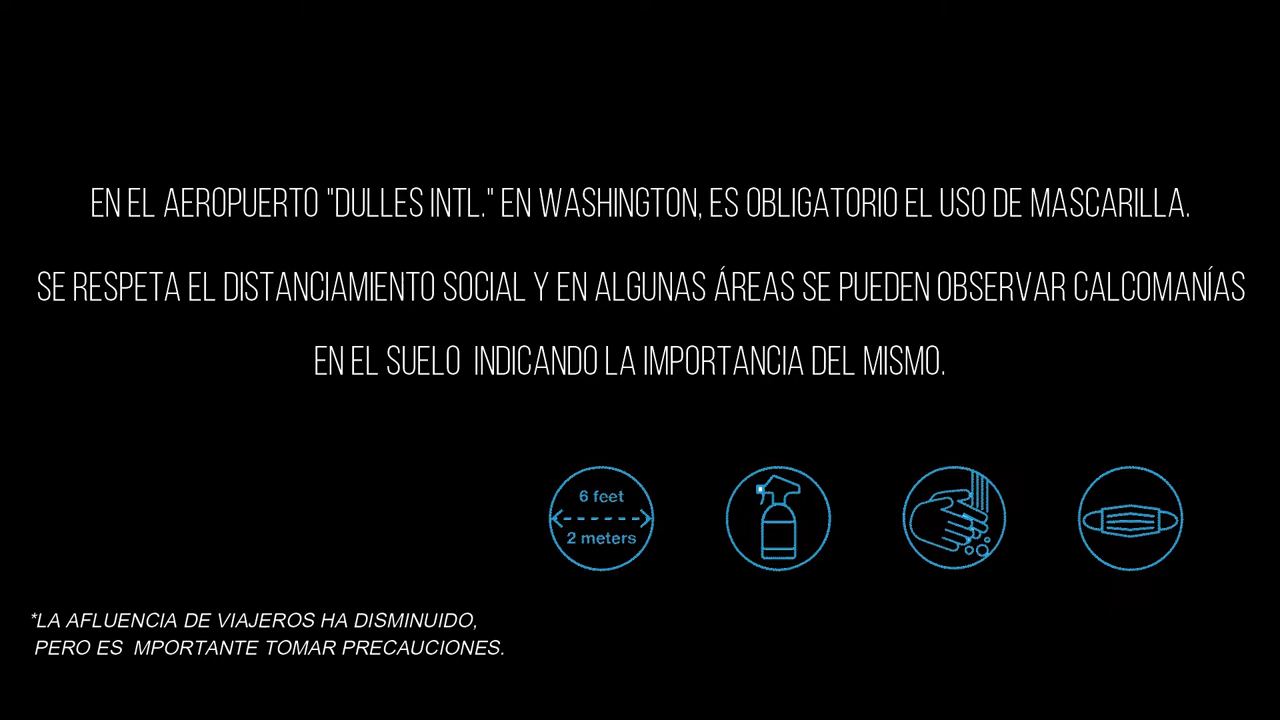 EN EL AEROPUERTO "DULLES INTL." EN WASHINGTON, ES OBLIGATORIO EL USO DE MASCARILLA.
SE RESPETA EL DISTANCIAMIENTO SOCIAL Y EN ALGUNAS ÁREAS SE PUEDEN OBSERVAR CALCOMANÍAS
EN EL SUELO INDICANDO LA IMPORTANCIA DEL MISMO.
6 feet
2 meters
*LA AFLUENCIA DE VIAJEROS HA DISMINUIDO,
PERO ES MPORTANTE TOMAR PRECAUCIONES.